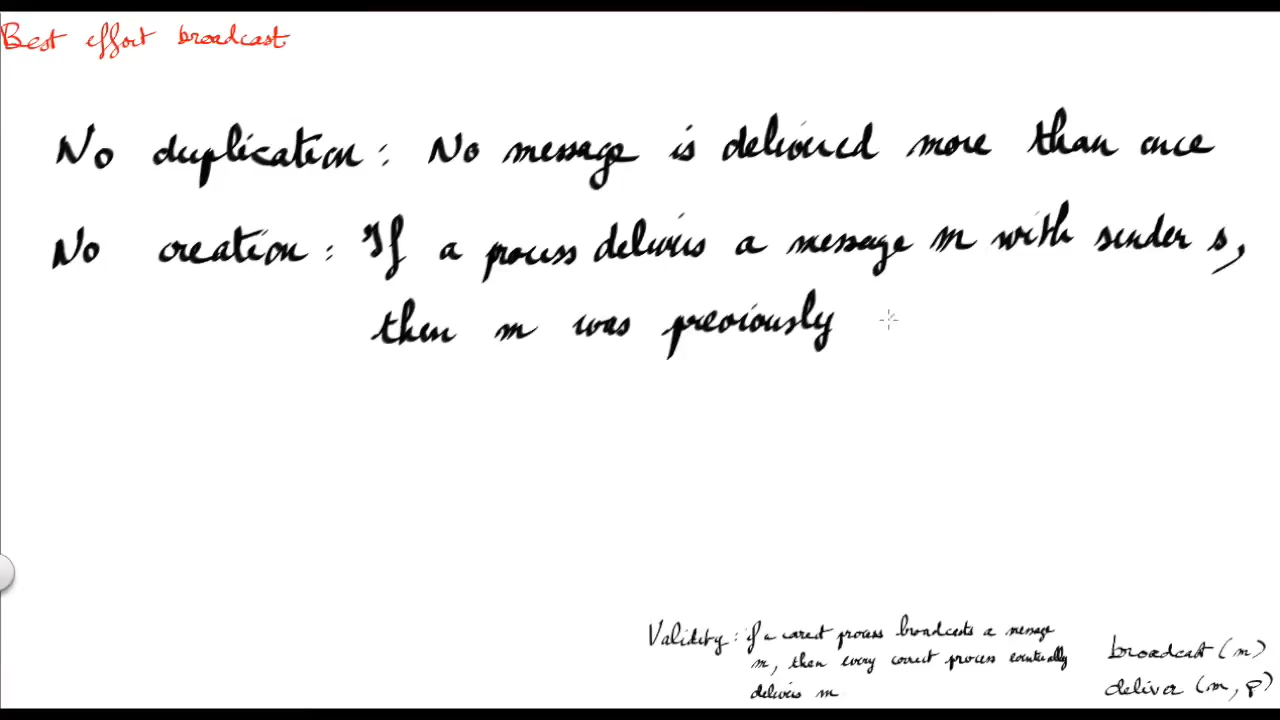 Best effort broadcast
No duplication: No message is delivered more than once
No creation: If a process delivers a message m with sender s,
then m was previously
Validity: if a correct process broadcasts a message
m, then every correct process eventually
delivers m
broadcast (m)
deliver (m, p)